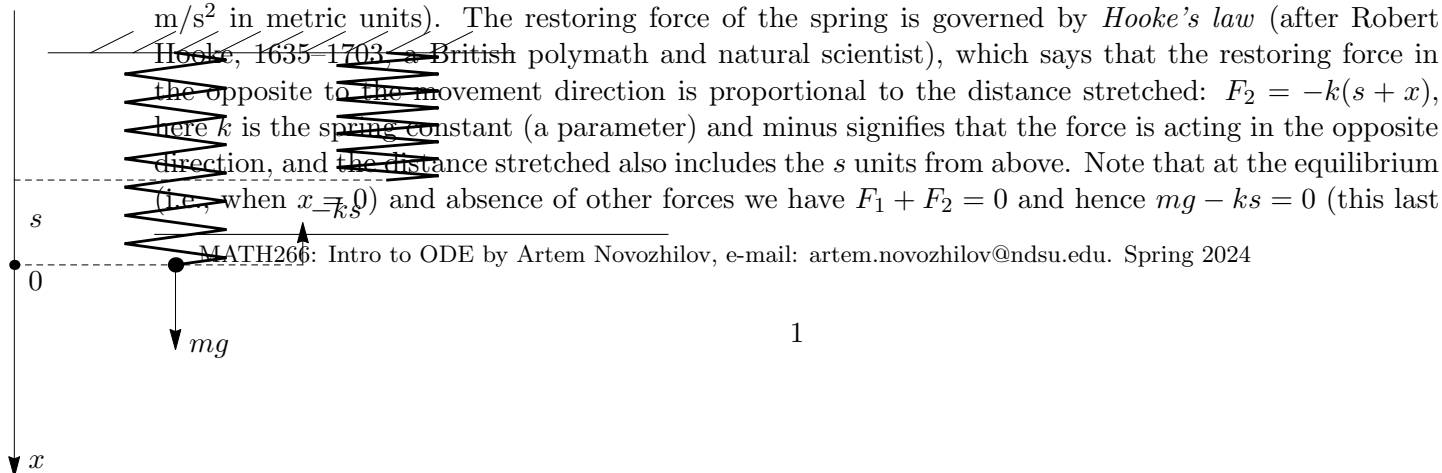 m/s² in metric units). The restoring force of the spring is governed by Hooke's law (after Robert
Hooke, 1635–1703, a British polymath and natural scientist), which says that the restoring force in
the opposite to the movement direction is proportional to the distance stretched: F₂ = −k(s + x),
here k is the spring constant (a parameter) and minus signifies that the force is acting in the opposite
direction, and the distance stretched also includes the s units from above. Note that at the equilibrium
(i.e., when x = 0) and absence of other forces we have F₁ + F₂ = 0 and hence mg − ks = 0 (this last
−ks
s
MATH266: Intro to ODE by Artem Novozhilov, e-mail: artem.novozhilov@ndsu.edu. Spring 2024
0
mg
1
x